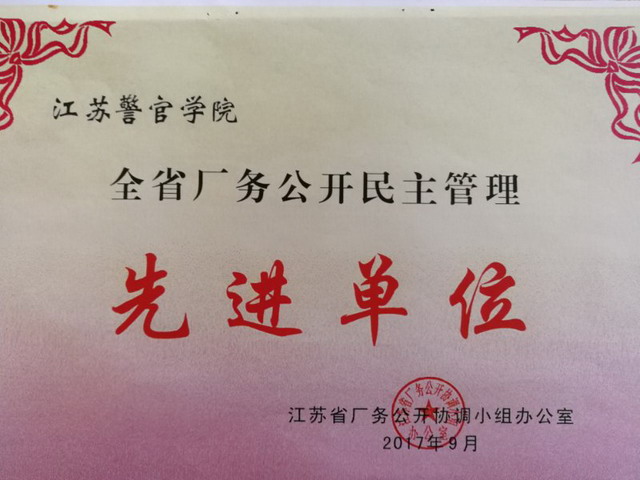 江苏警官学院
全省厂务公开民主管理
先进单位
江苏省厂务公开协调小组办公室
2017年9月